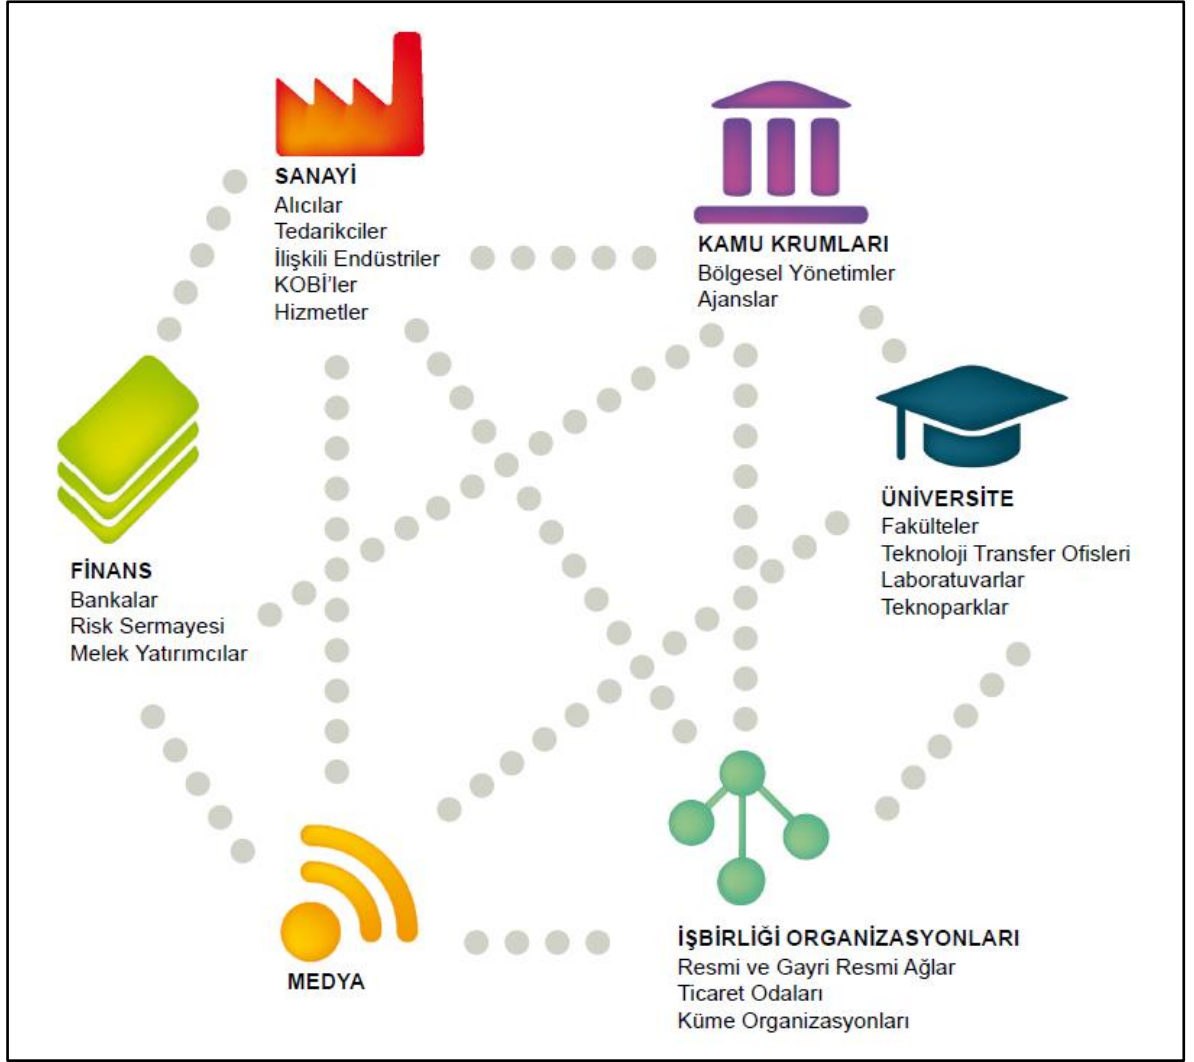 SANAYİ
Alıcılar
Tedarikciler
İlişkili Endüstriler
KOBİ'ler
Hizmetler
KAMU KRUMLARI
Bölgesel Yönetimler
Ajanslar
ÜNİVERSİTE
Fakülteler
Teknoloji Transfer Ofisleri
Laboratuvarlar
Teknoparklar
FİNANS
Bankalar
Risk Sermayesi
Melek Yatırımcılar
MEDYA
İŞBİRLİĞİ ORGANİZASYONLARI
Resmi ve Gayri Resmi Ağlar
Ticaret Odaları
Küme Organizasyonları